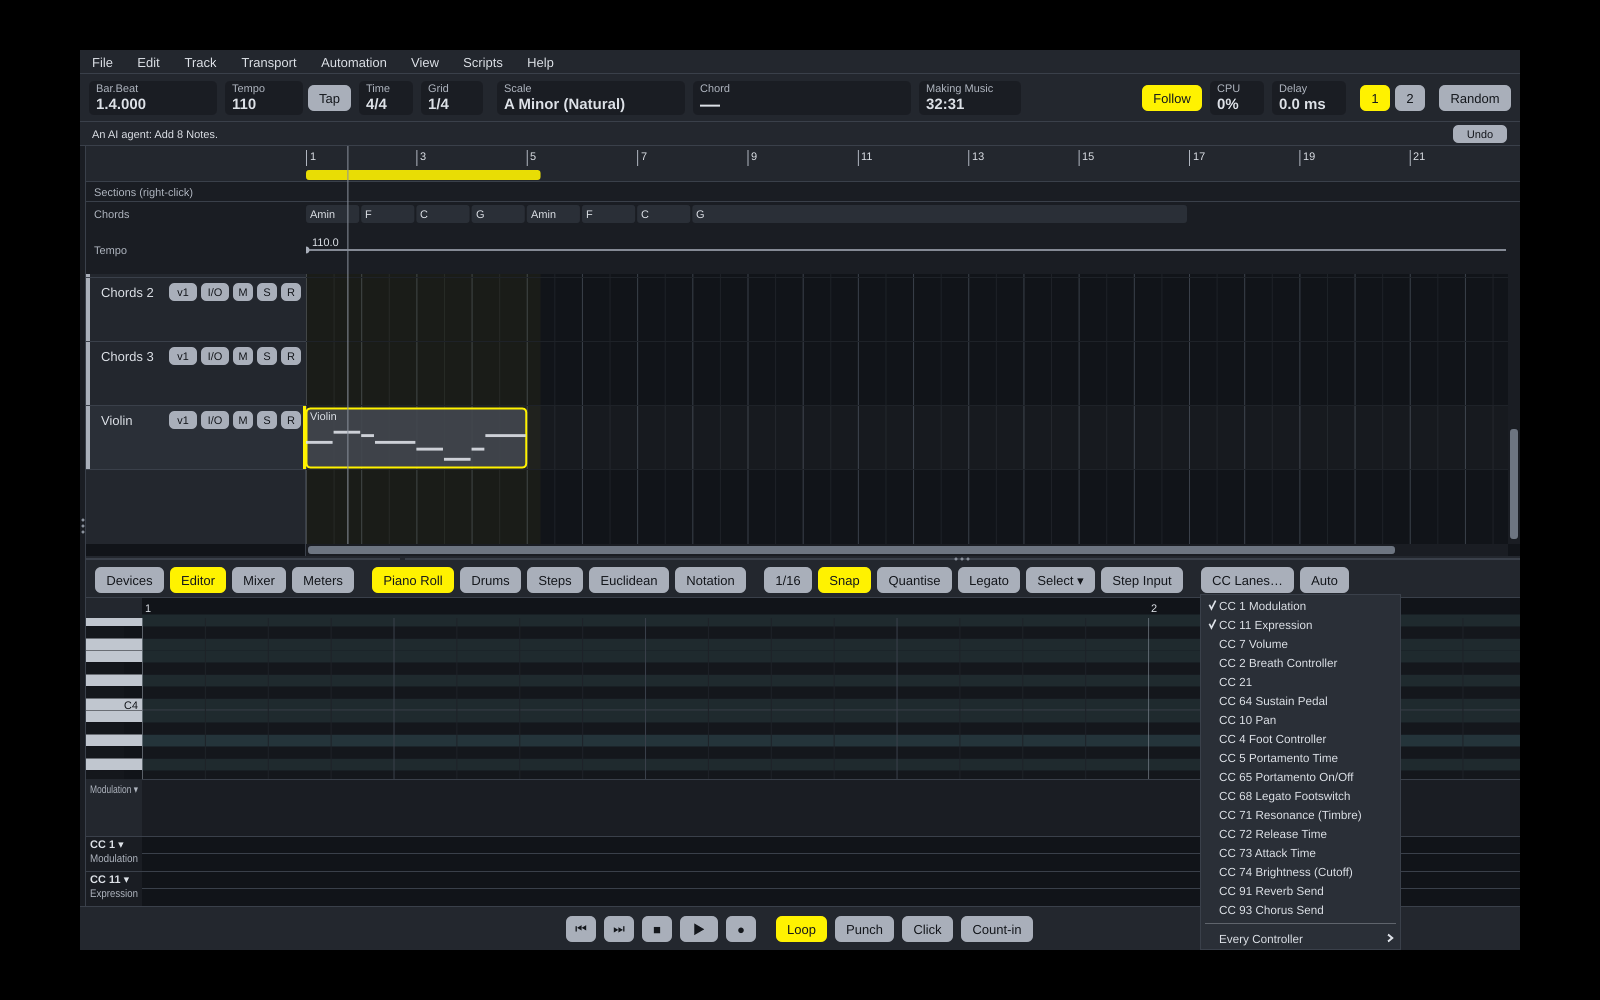 File Edit Track Transport Automation View Scripts Help
Bar.Beat Tempo Time Grid Scale Chord Making Music CPU Delay
1.4.000 110 Tap 4/4 1/4 A Minor (Natural) — 32:31 Follow 0% 0.0 ms 1 2 Random
An AI agent: Add 8 Notes. Undo
1 3 5 7 9 11 13 15 17 19 21
Sections (right-click)
Chords Amin F C G Amin F C G
110.0
Tempo
Chords 2 v1 I/O M S R
Chords 3 v1 I/O M S R
Violin v1 I/O M S R Violin
Devices Editor Mixer Meters Piano Roll Drums Steps Euclidean Notation 1/16 Snap Quantise Legato Select ▾ Step Input CC Lanes… Auto
1 2
✓ CC 1 Modulation
✓ CC 11 Expression
CC 7 Volume
CC 2 Breath Controller
CC 21
CC 64 Sustain Pedal
CC 10 Pan
CC 4 Foot Controller
CC 5 Portamento Time
CC 65 Portamento On/Off
CC 68 Legato Footswitch
CC 71 Resonance (Timbre)
CC 72 Release Time
CC 73 Attack Time
CC 74 Brightness (Cutoff)
CC 91 Reverb Send
CC 93 Chorus Send
Every Controller
C4
Modulation ▾
CC 1 ▾
Modulation
CC 11 ▾
Expression
Loop Punch Click Count-in